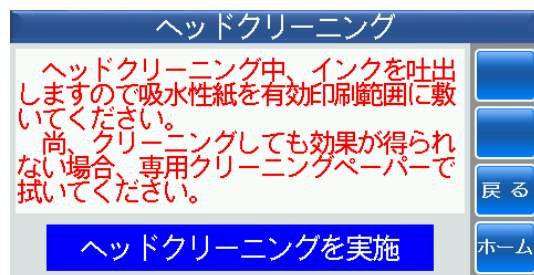 ヘッドクリーニング
　ヘッドクリーニング中、インクを吐出
しますので吸水性紙を有効印刷範囲に敷
いてください。
　尚、クリーニングしても効果が得られ
ない場合、専用クリーニングペーパーで
拭いてください。
戻る
ヘッドクリーニングを実施
ホーム